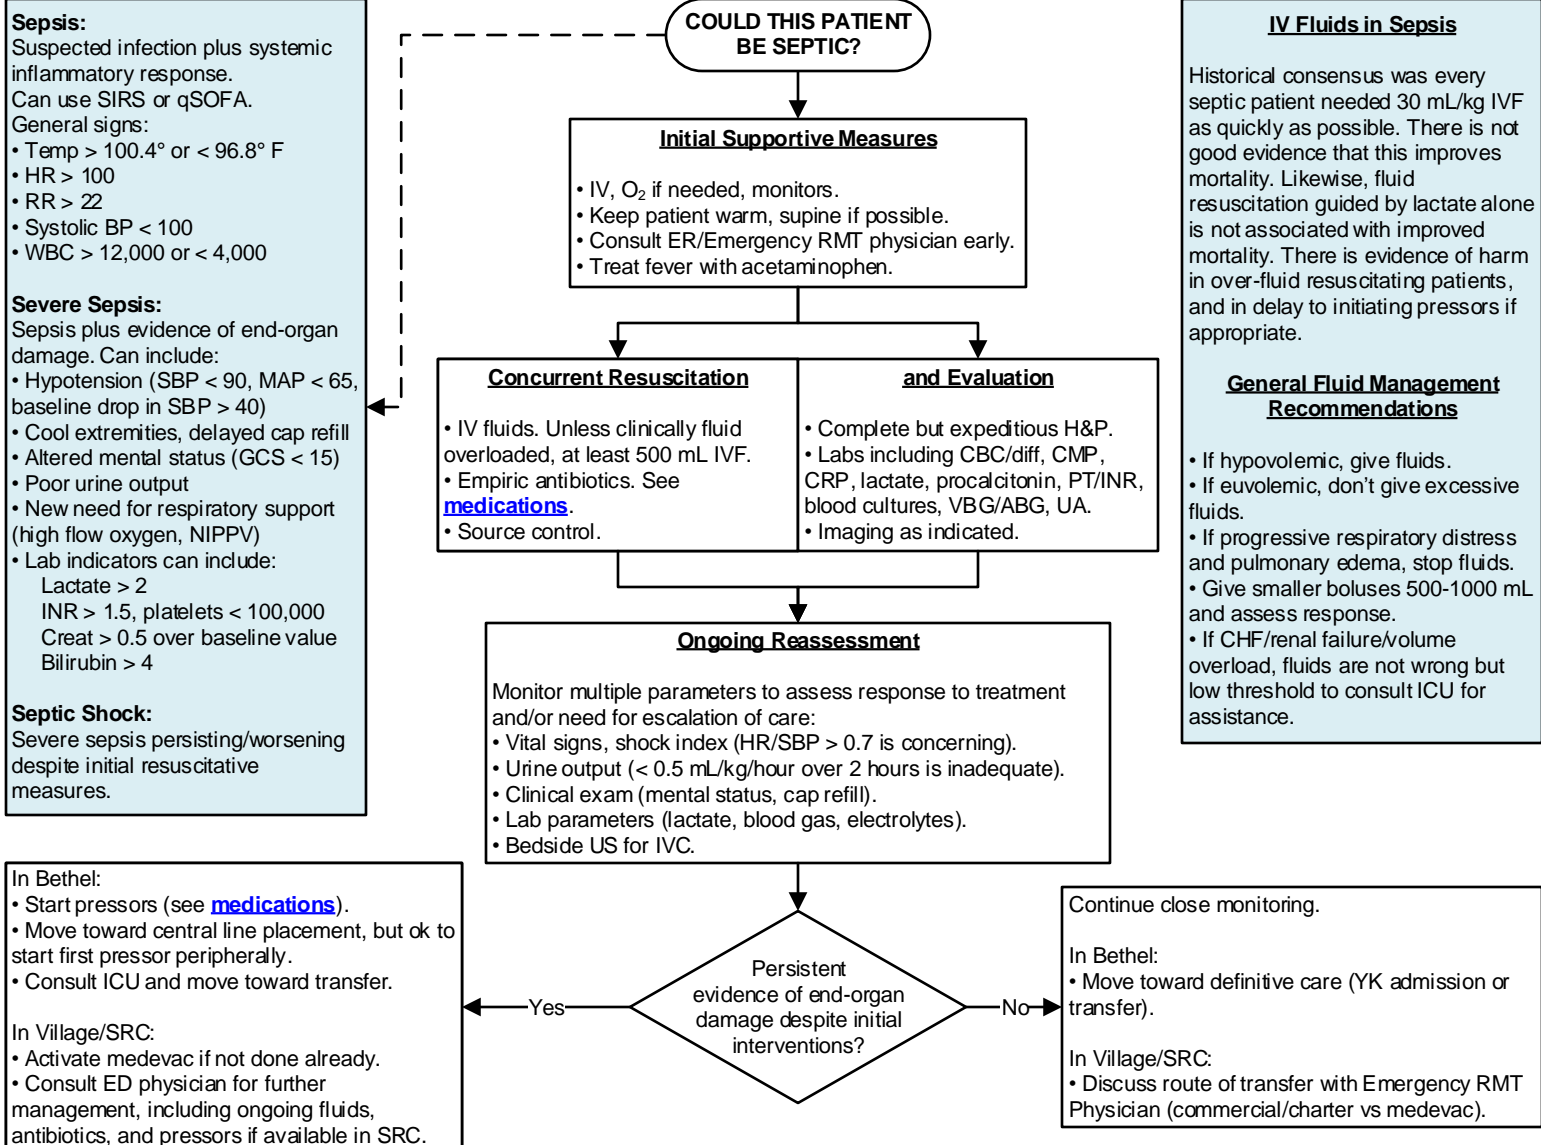 Sepsis:
Suspected infection plus systemic
inflammatory response.
Can use SIRS or qSOFA.
General signs:
• Temp > 100.4° or < 96.8° F
• HR > 100
• RR > 22
• Systolic BP < 100
• WBC > 12,000 or < 4,000
Severe Sepsis:
Sepsis plus evidence of end-organ
damage. Can include:
• Hypotension (SBP < 90, MAP < 65,
baseline drop in SBP > 40)
• Cool extremities, delayed cap refill
• Altered mental status (GCS < 15)
• Poor urine output
• New need for respiratory support
(high flow oxygen, NIPPV)
• Lab indicators can include:
Lactate > 2
INR > 1.5, platelets < 100,000
Creat > 0.5 over baseline value
Bilirubin > 4
Septic Shock:
Severe sepsis persisting/worsening
despite initial resuscitative
measures.
COULD THIS PATIENT
BE SEPTIC?
Initial Supportive Measures
• IV, O₂ if needed, monitors.
• Keep patient warm, supine if possible.
• Consult ER/Emergency RMT physician early.
• Treat fever with acetaminophen.
Concurrent Resuscitation
• IV fluids. Unless clinically fluid
overloaded, at least 500 mL IVF.
• Empiric antibiotics. See
medications.
• Source control.
and Evaluation
• Complete but expeditious H&P.
• Labs including CBC/diff, CMP,
CRP, lactate, procalcitonin, PT/INR,
blood cultures, VBG/ABG, UA.
• Imaging as indicated.
Ongoing Reassessment
Monitor multiple parameters to assess response to treatment
and/or need for escalation of care:
• Vital signs, shock index (HR/SBP > 0.7 is concerning).
• Urine output (< 0.5 mL/kg/hour over 2 hours is inadequate).
• Clinical exam (mental status, cap refill).
• Lab parameters (lactate, blood gas, electrolytes).
• Bedside US for IVC.
IV Fluids in Sepsis
Historical consensus was every
septic patient needed 30 mL/kg IVF
as quickly as possible. There is not
good evidence that this improves
mortality. Likewise, fluid
resuscitation guided by lactate alone
is not associated with improved
mortality. There is evidence of harm
in over-fluid resuscitating patients,
and in delay to initiating pressors if
appropriate.
General Fluid Management
Recommendations
• If hypovolemic, give fluids.
• If euvolemic, don't give excessive
fluids.
• If progressive respiratory distress
and pulmonary edema, stop fluids.
• Give smaller boluses 500-1000 mL
and assess response.
• If CHF/renal failure/volume
overload, fluids are not wrong but
low threshold to consult ICU for
assistance.
Persistent
evidence of end-organ
damage despite initial
interventions?
Yes
No
In Bethel:
• Start pressors (see medications).
• Move toward central line placement, but ok to
start first pressor peripherally.
• Consult ICU and move toward transfer.
In Village/SRC:
• Activate medevac if not done already.
• Consult ED physician for further
management, including ongoing fluids,
antibiotics, and pressors if available in SRC.
Continue close monitoring.
In Bethel:
• Move toward definitive care (YK admission or
transfer).
In Village/SRC:
• Discuss route of transfer with Emergency RMT
Physician (commercial/charter vs medevac).